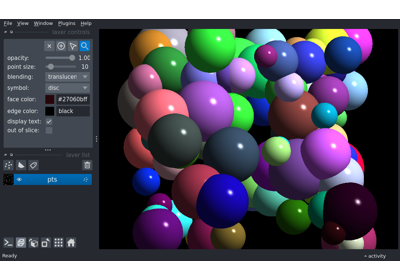 File View Window Plugins Help
layer controls
opacity: 1.00
point size: 10
blending: translucen
symbol: disc
face color: #27060bff
edge color: black
display text:
out of slice:
layer list
pts
Ready
activity